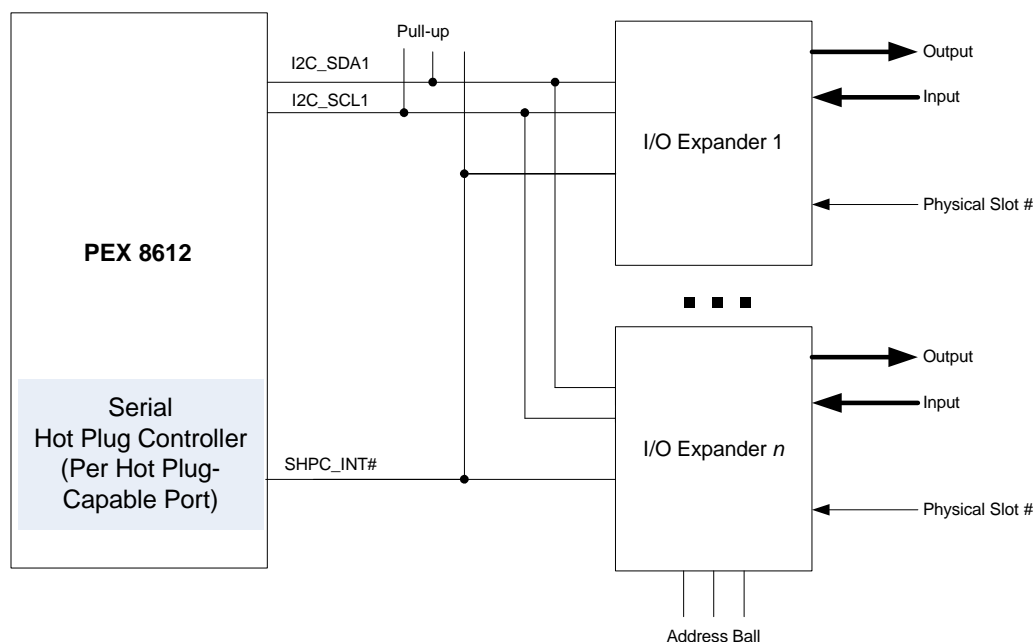 Pull-up
I2C_SDA1
I2C_SCL1
Output
Input
I/O Expander 1
Physical Slot #
PEX 8612
Output
Input
Serial
Hot Plug Controller
(Per Hot Plug-
Capable Port)
SHPC_INT#
I/O Expander n
Physical Slot #
Address Ball